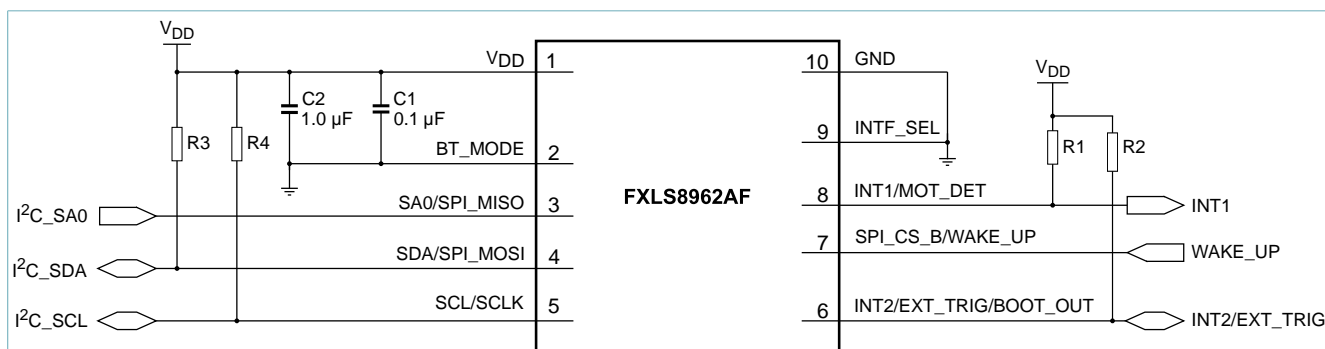 VDD
VDD
1
10
GND
VDD
C2
1.0 µF
C1
0.1 µF
R3
R4
9
INTF_SEL
R1
R2
BT_MODE
2
FXLS8962AF
8
INT1/MOT_DET
INT1
I²C_SA0
SA0/SPI_MISO
3
7
SPI_CS_B/WAKE_UP
WAKE_UP
I²C_SDA
SDA/SPI_MOSI
4
I²C_SCL
SCL/SCLK
5
6
INT2/EXT_TRIG/BOOT_OUT
INT2/EXT_TRIG